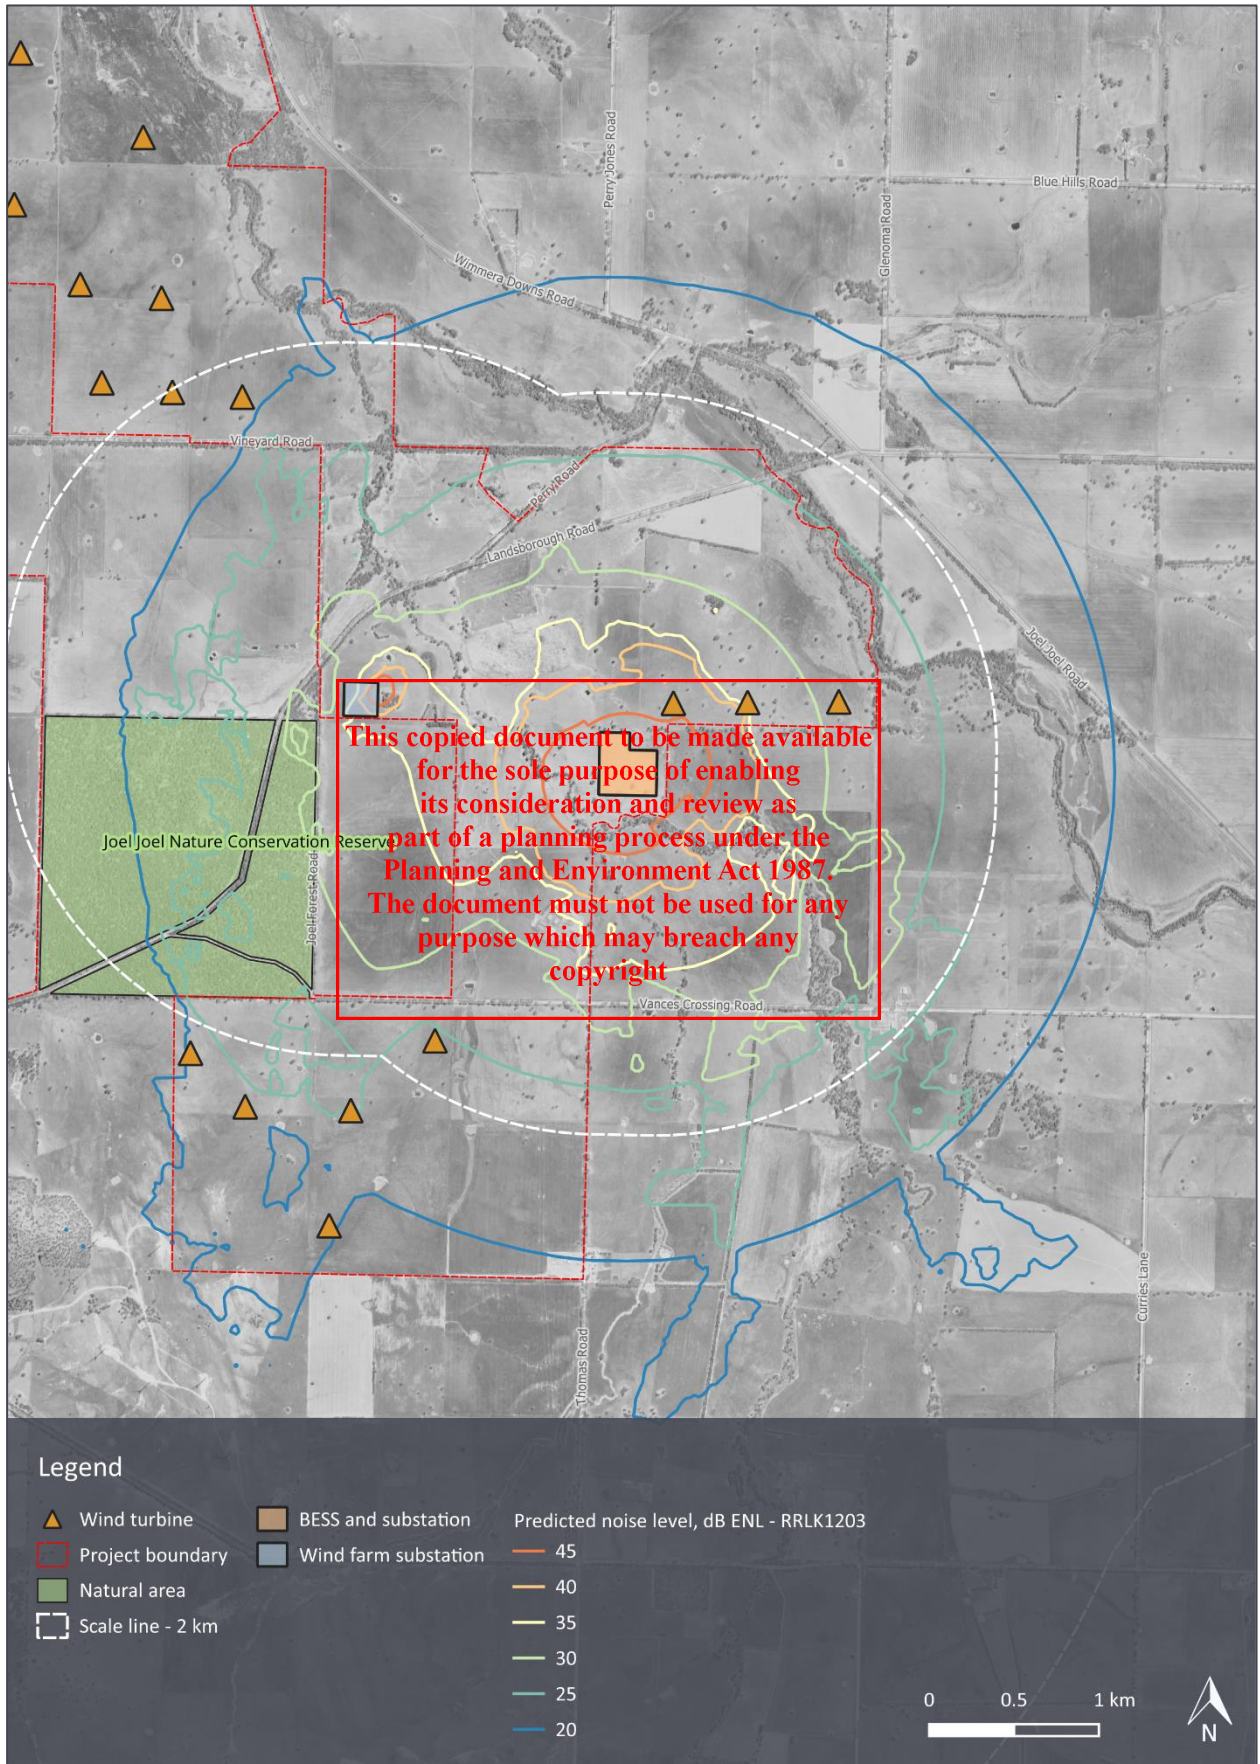 Perry Jones Road
Blue Hills Road
Glenoma Road
Wimmera Downs Road
Vineyard Road
Perry Road
Landsborough Road
Joel Joel Road
This copied document to be made available
for the sole purpose of enabling
its consideration and review as
part of a planning process under the
Planning and Environment Act 1987.
The document must not be used for any
purpose which may breach any
copyright
Joel Joel Nature Conservation Reserve
Joel Forest Road
Vances Crossing Road
Thomas Road
Curries Lane
Legend
Wind turbine
Project boundary
Natural area
Scale line - 2 km
BESS and substation
Wind farm substation
Predicted noise level, dB ENL - RRLK1203
45
40
35
30
25
20
0 0.5 1 km
N